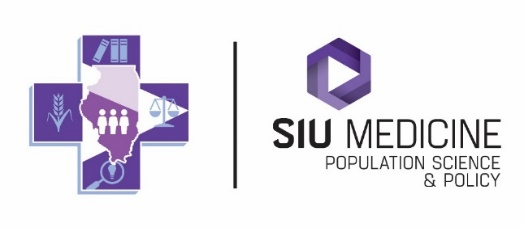 SIU MEDICINE
POPULATION SCIENCE
& POLICY